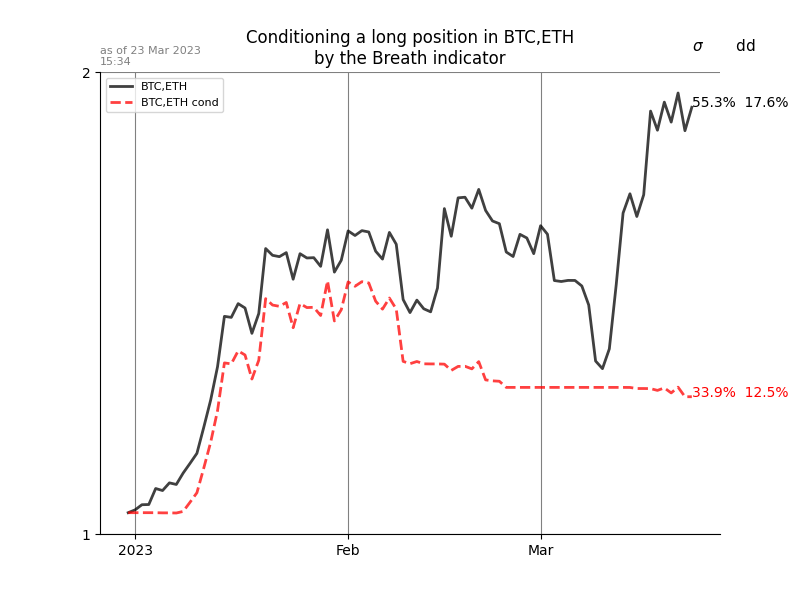 Conditioning a long position in BTC,ETH
by the Breath indicator
as of 23 Mar 2023
15:34
σ dd
2
BTC,ETH
BTC,ETH cond
55.3% 17.6%
33.9% 12.5%
1
2023 Feb Mar